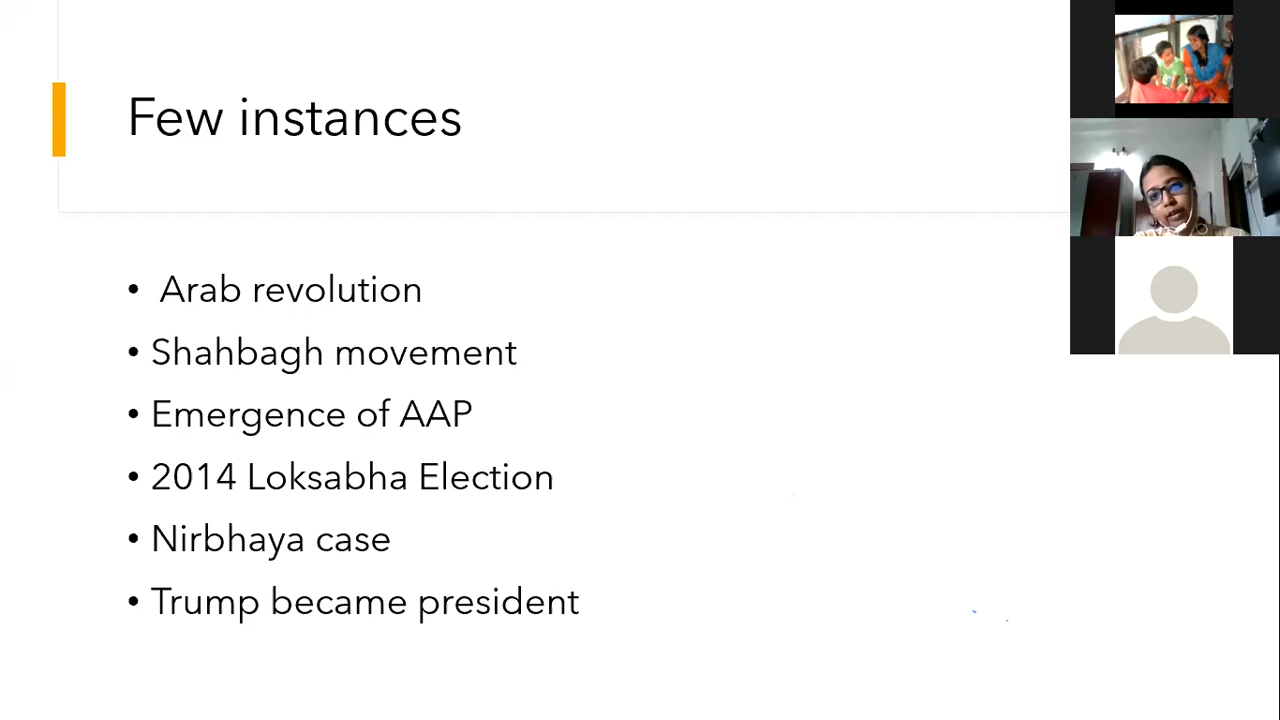 Few instances
• Arab revolution
• Shahbagh movement
• Emergence of AAP
• 2014 Loksabha Election
• Nirbhaya case
• Trump became president